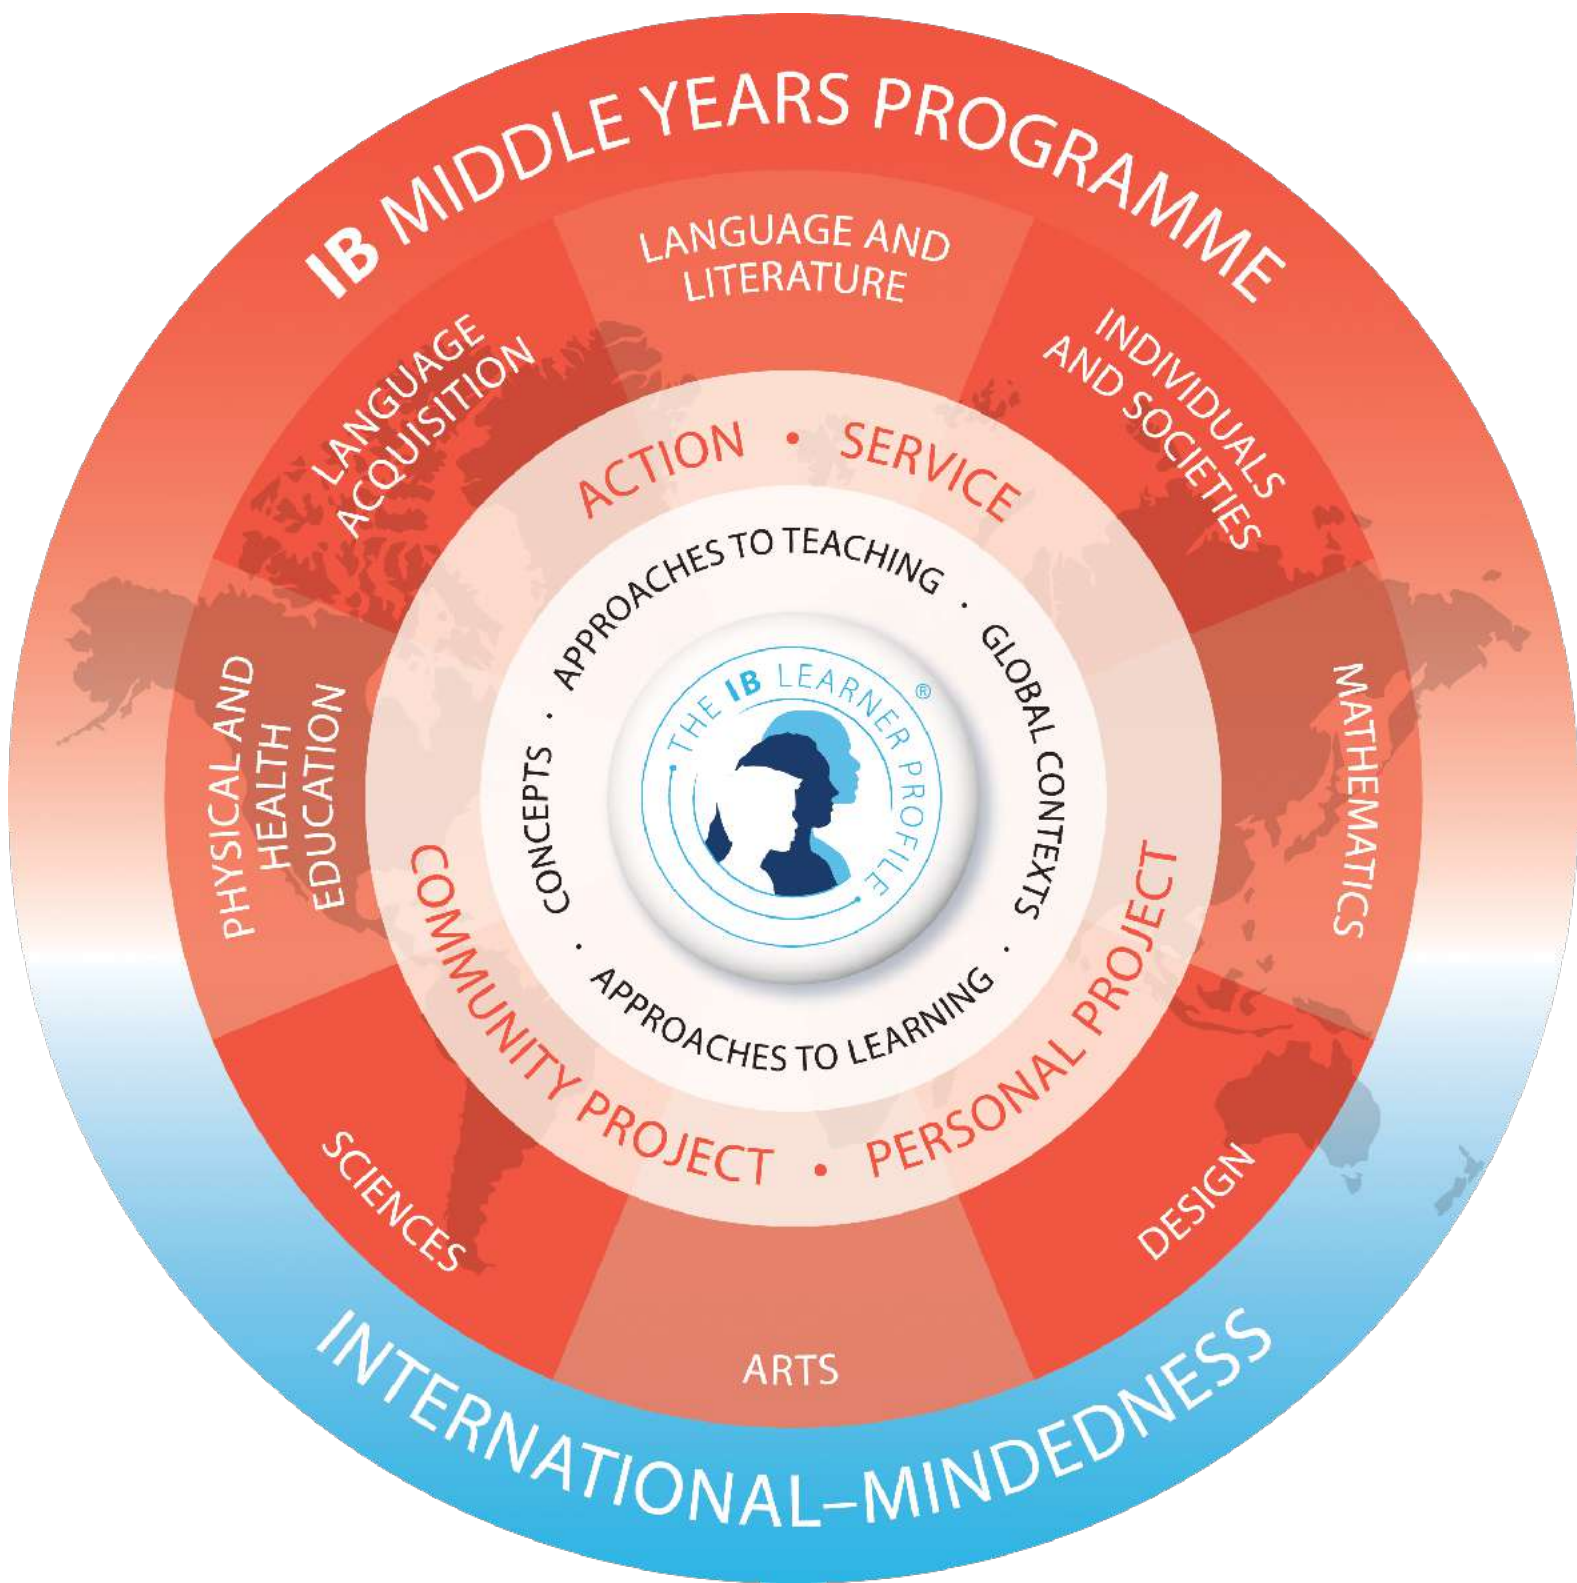 IB MIDDLE YEARS PROGRAMME
LANGUAGE AND
LITERATURE
LANGUAGE
ACQUISITION
INDIVIDUALS
AND SOCIETIES
PHYSICAL AND
HEALTH
EDUCATION
MATHEMATICS
SCIENCES
DESIGN
ARTS
ACTION • SERVICE
COMMUNITY PROJECT • PERSONAL PROJECT
APPROACHES TO TEACHING · GLOBAL CONTEXTS ·
CONCEPTS · APPROACHES TO LEARNING
THE IB LEARNER PROFILE ®
INTERNATIONAL–MINDEDNESS